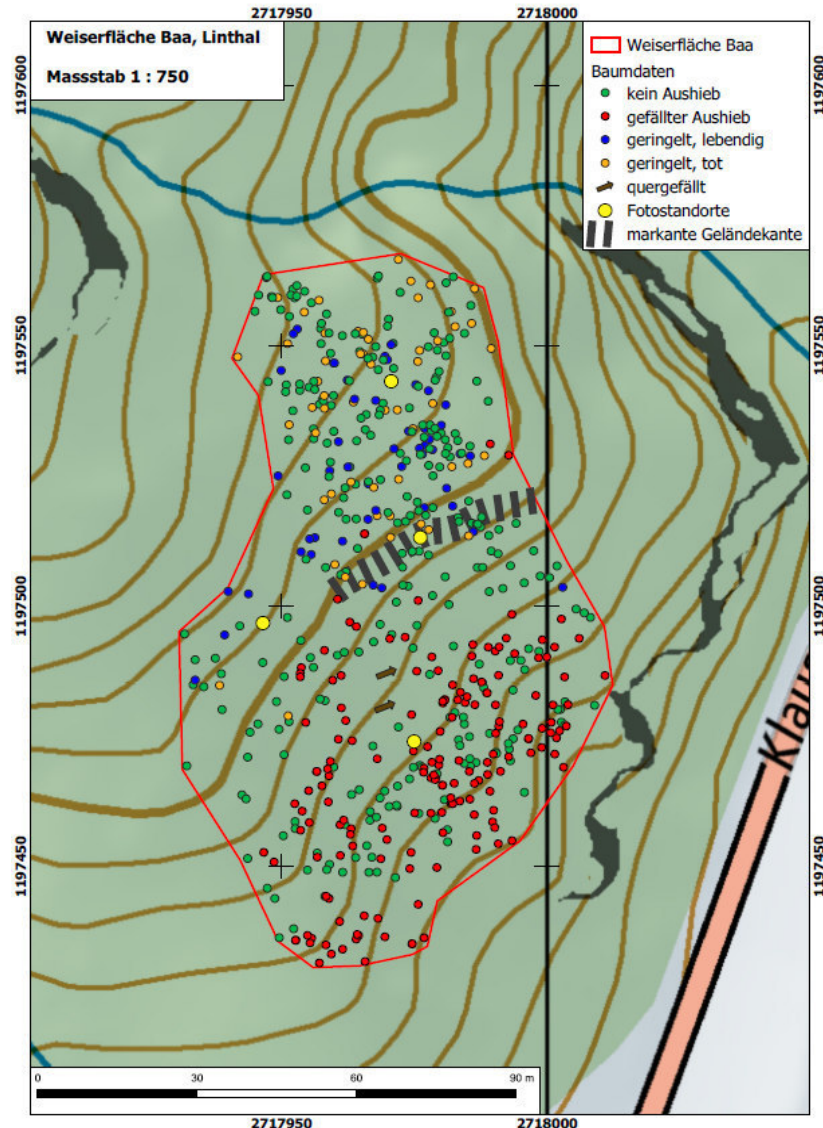 2717950
2718000
Weiserfläche Baa, Linthal
Massstab 1 : 750
Weiserfläche Baa
Baumdaten
kein Aushieb
gefällter Aushieb
geringelt, lebendig
geringelt, tot
quergefällt
Fotostandorte
markante Geländekante
1197600
1197600
1197550
1197550
1197500
1197500
1197450
1197450
Klaus
0 30 60 90 m
2717950
2718000